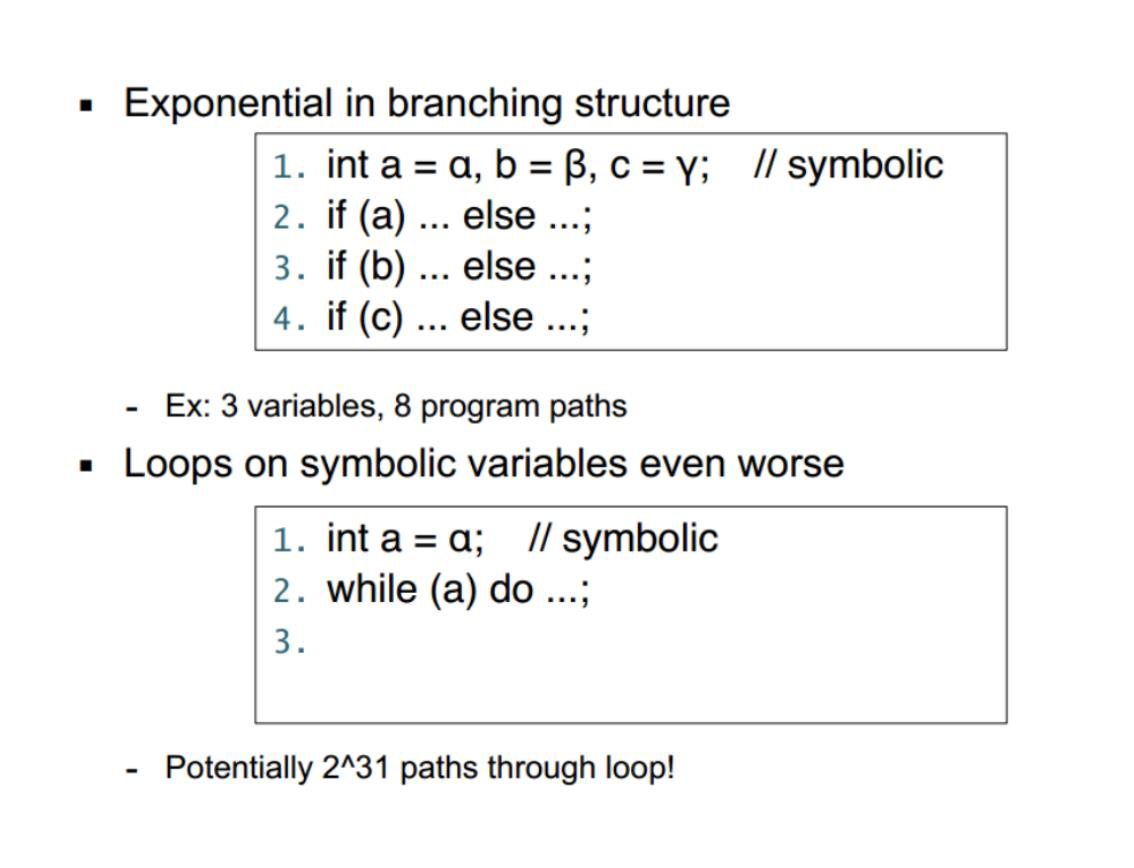 ▪ Exponential in branching structure
1. int a = α, b = β, c = γ; // symbolic
2. if (a) ... else ...;
3. if (b) ... else ...;
4. if (c) ... else ...;
- Ex: 3 variables, 8 program paths
▪ Loops on symbolic variables even worse
1. int a = α; // symbolic
2. while (a) do ...;
3.
- Potentially 2^31 paths through loop!